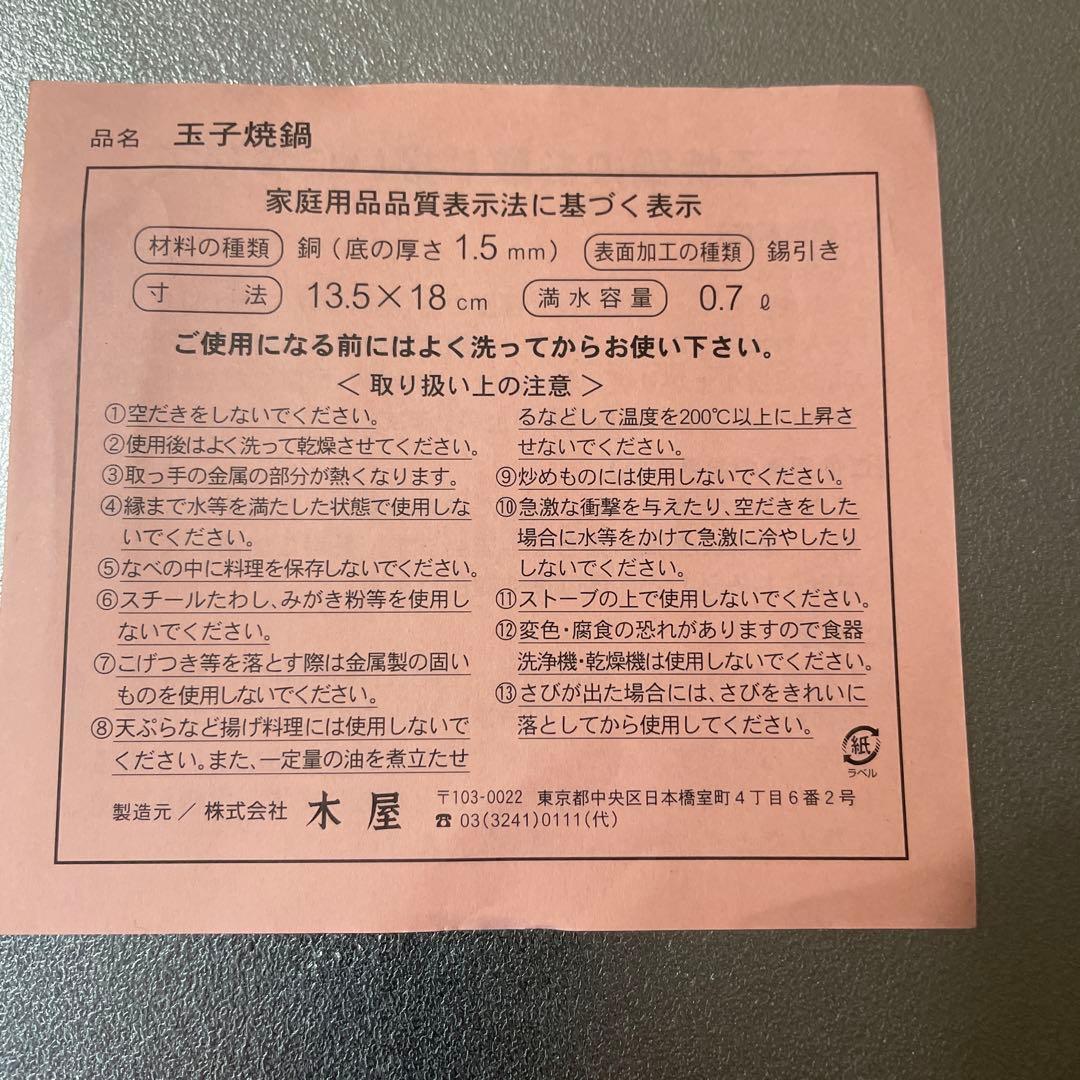 品名 玉子焼鍋
家庭用品品質表示法に基づく表示
材料の種類 銅（底の厚さ 1.5 mm） 表面加工の種類 錫引き
寸法 13.5×18 cm 満水容量 0.7 ℓ
ご使用になる前にはよく洗ってからお使い下さい。
＜取り扱い上の注意＞
①空だきをしないでください。
②使用後はよく洗って乾燥させてください。
③取っ手の金属の部分が熱くなります。
④縁まで水等を満たした状態で使用しな
いでください。
⑤なべの中に料理を保存しないでください。
⑥スチールたわし、みがき粉等を使用し
ないでください。
⑦こげつき等を落とす際は金属製の固い
ものを使用しないでください。
⑧天ぷらなど揚げ料理には使用しないで
ください。また、一定量の油を煮立たせ
るなどして温度を200℃以上に上昇さ
せないでください。
⑨炒めものには使用しないでください。
⑩急激な衝撃を与えたり、空だきをした
場合に水等をかけて急激に冷やしたり
しないでください。
⑪ストーブの上で使用しないでください。
⑫変色・腐食の恐れがありますので食器
洗浄機・乾燥機は使用しないでください。
⑬さびが出た場合には、さびをきれいに
落としてから使用してください。
紙
ラベル
製造元／株式会社 木屋
〒103-0022 東京都中央区日本橋室町4丁目6番2号
☎ 03(3241)0111(代)